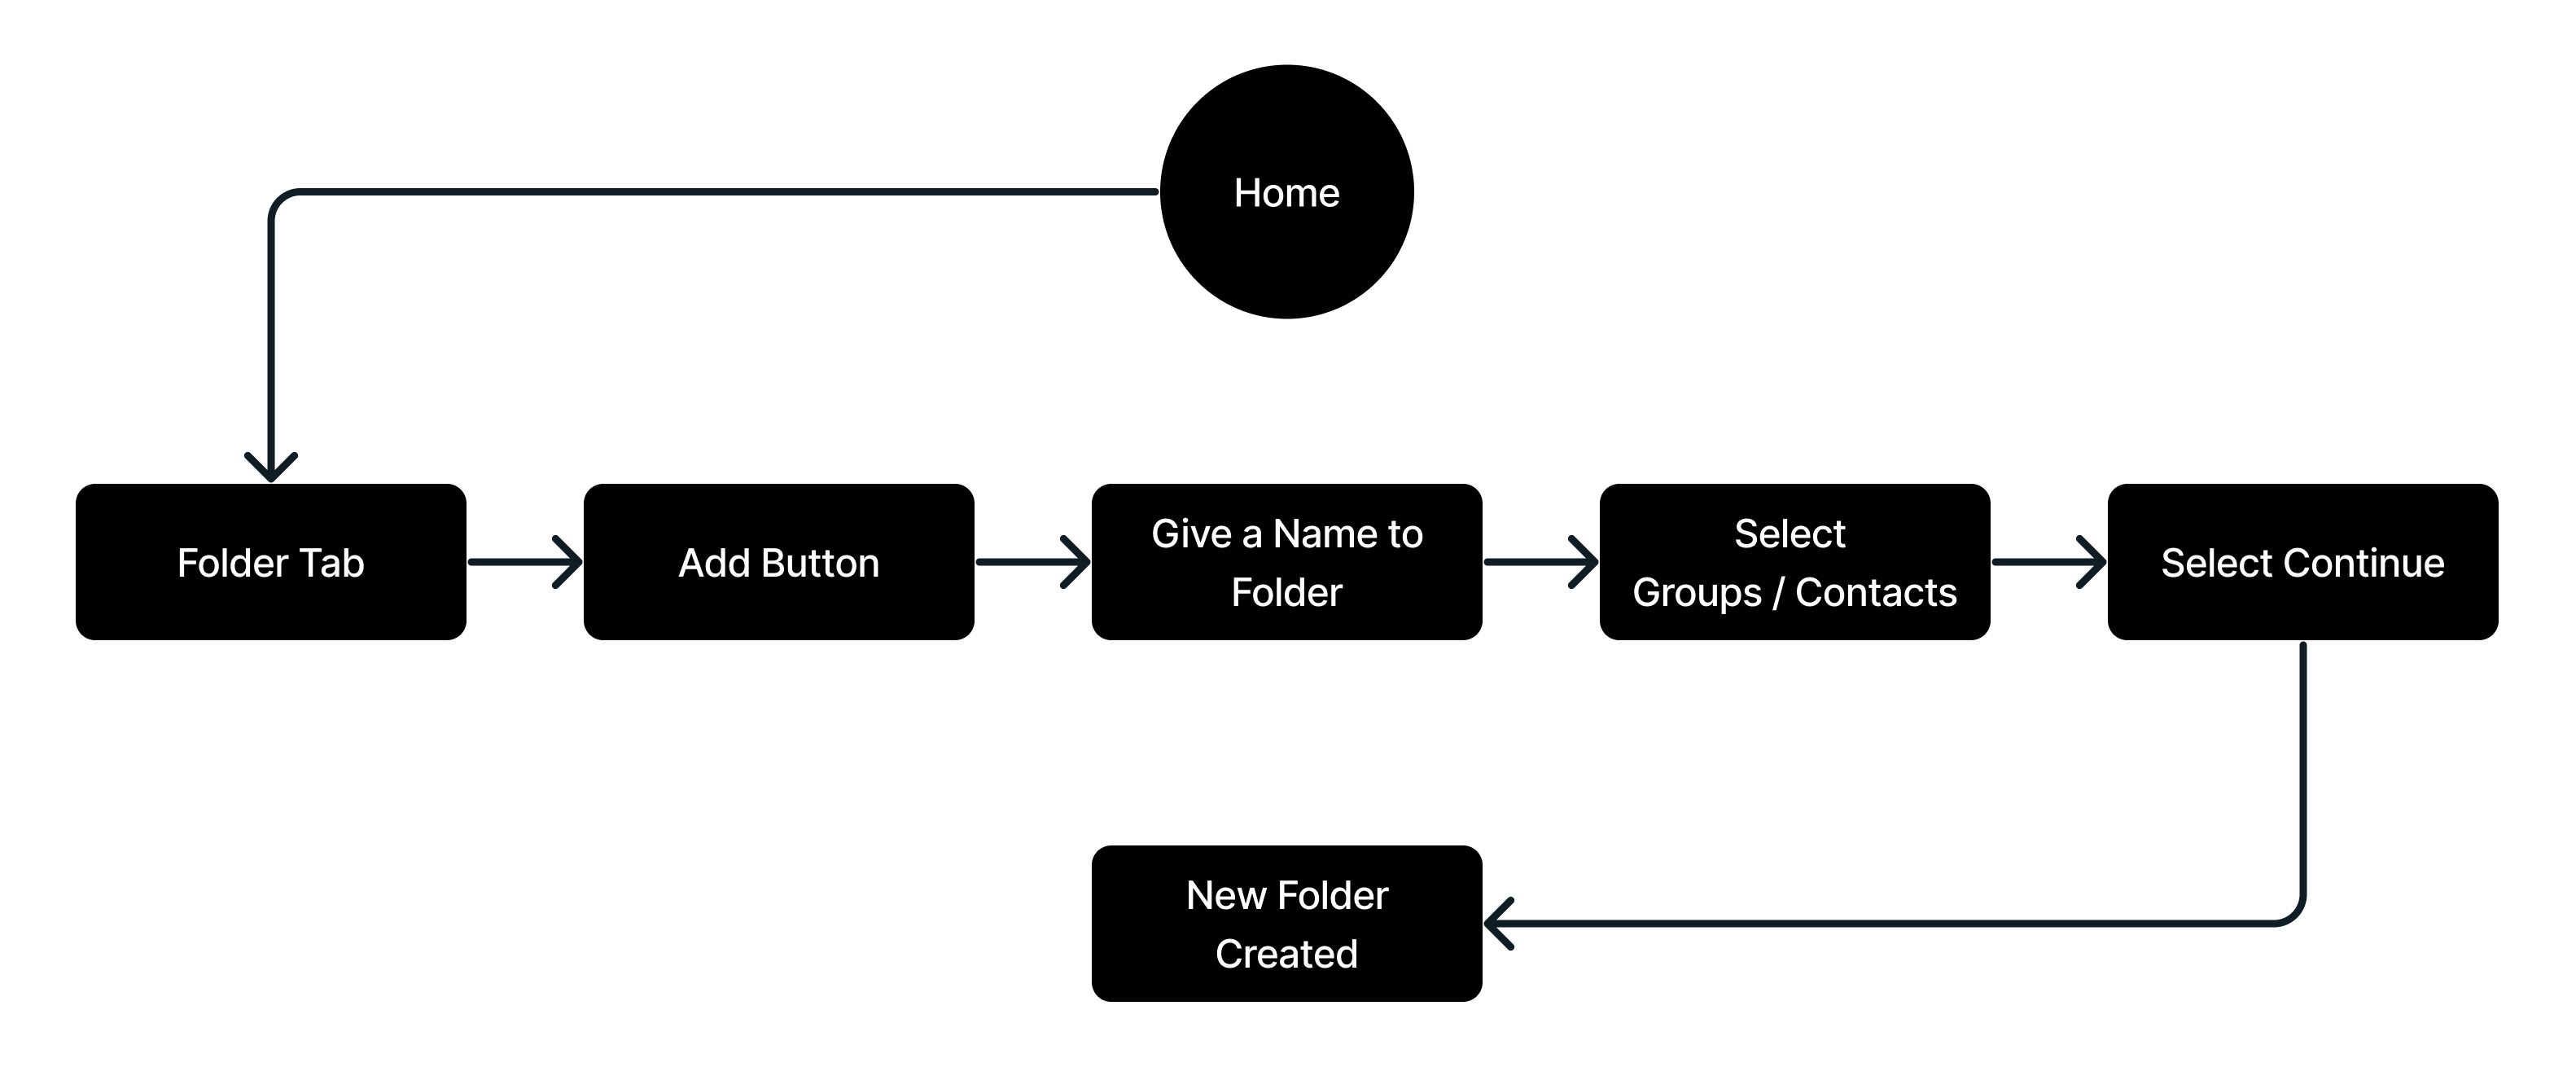 Home
Folder Tab
Add Button
Give a Name to
Folder
Select
Groups / Contacts
Select Continue
New Folder
Created